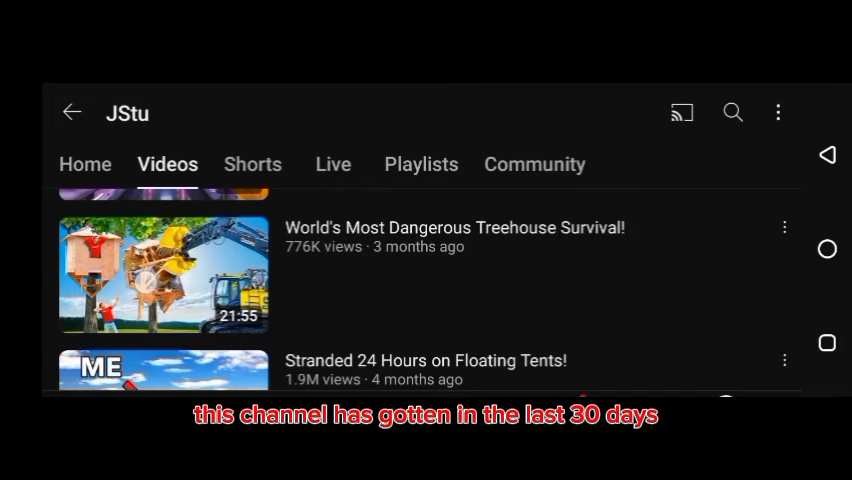 JStu
Home Videos Shorts Live Playlists Community
World's Most Dangerous Treehouse Survival!
776K views · 3 months ago
21:55
Stranded 24 Hours on Floating Tents!
1.9M views · 4 months ago
ME
this channel has gotten in the last 30 days